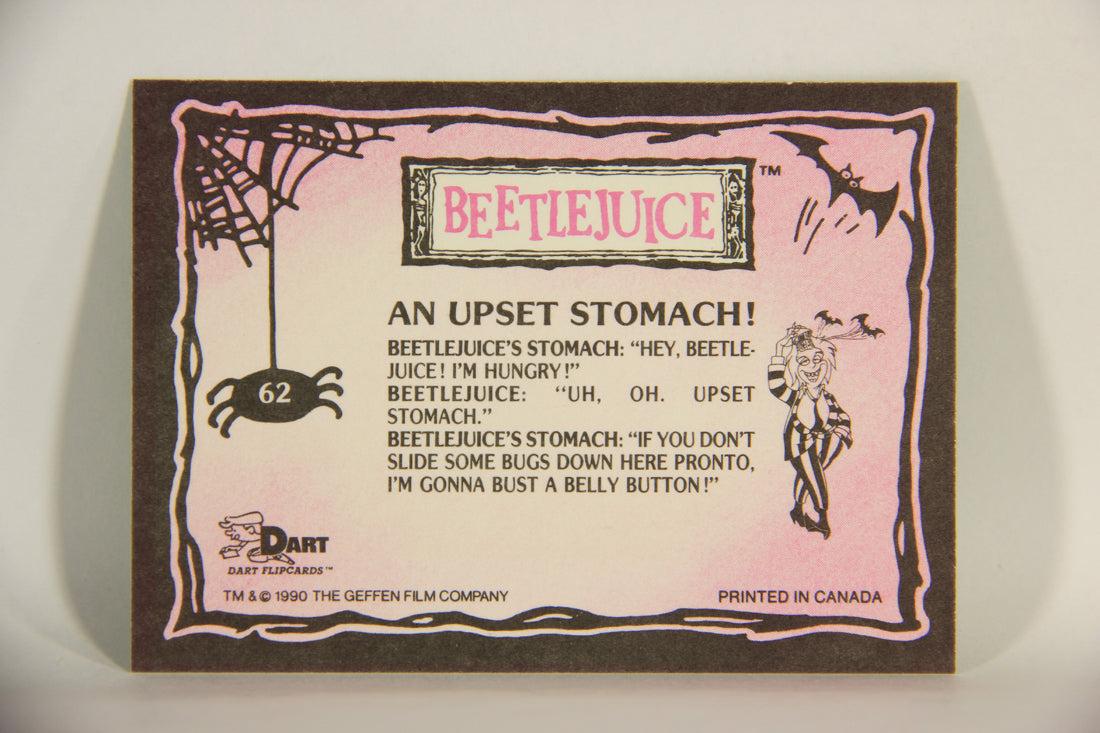 BEETLEJUICE™
AN UPSET STOMACH!
BEETLEJUICE'S STOMACH: “HEY, BEETLE-
JUICE! I'M HUNGRY!”
BEETLEJUICE: “UH, OH. UPSET
STOMACH.”
BEETLEJUICE'S STOMACH: “IF YOU DON'T
SLIDE SOME BUGS DOWN HERE PRONTO,
I'M GONNA BUST A BELLY BUTTON!”
62
DART
DART FLIPCARDS™
TM & © 1990 THE GEFFEN FILM COMPANY
PRINTED IN CANADA